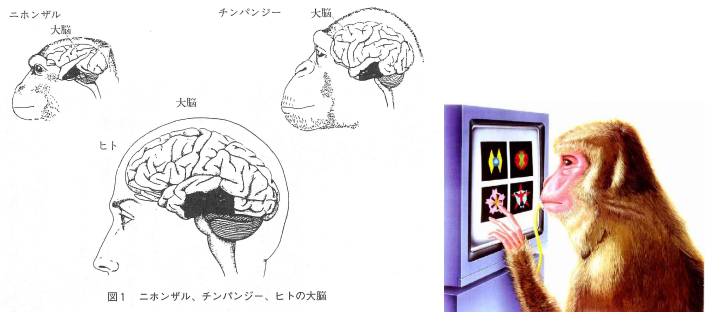 ニホンザル
大脳
チンパンジー
大脳
大脳
ヒト
図1 ニホンザル、チンパンジー、ヒトの大脳